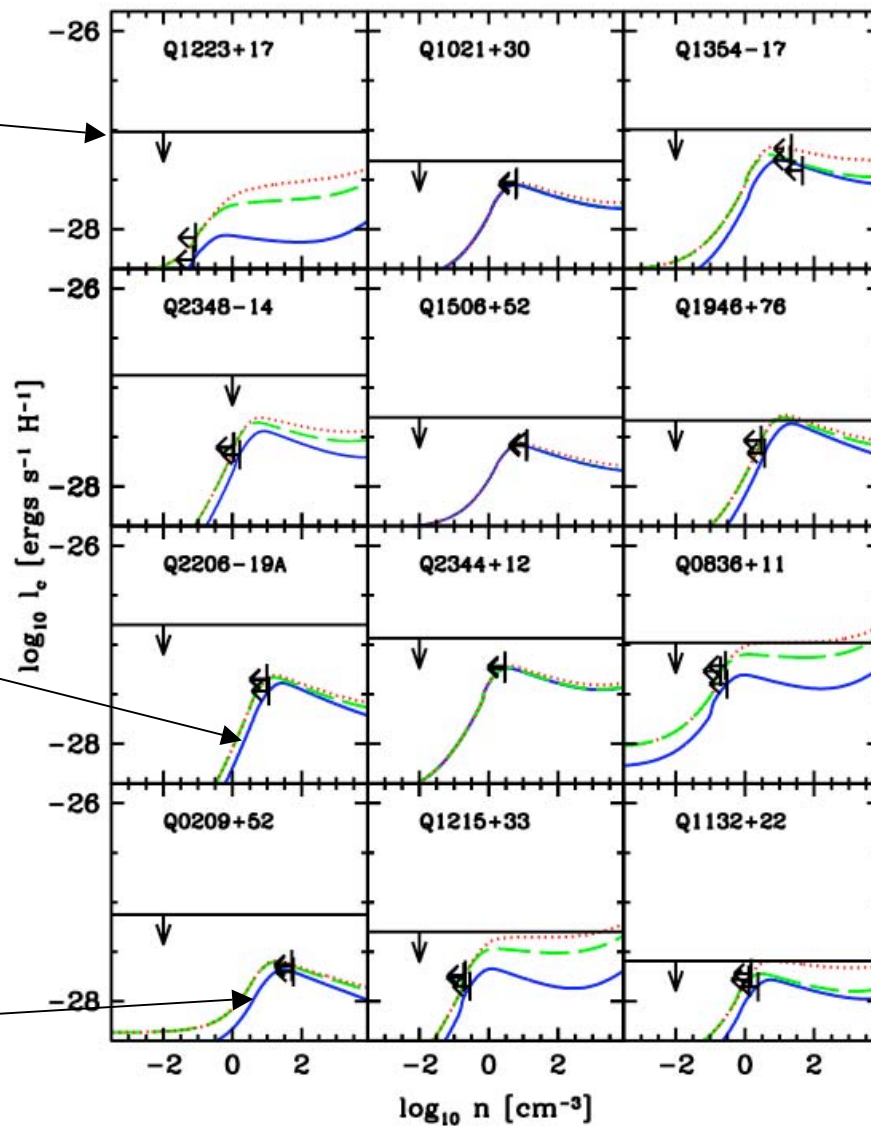 -26
Q1223+17
Q1021+30
Q1354-17
-28
-26
Q2348-14
Q1506+52
Q1946+76
-28
log₁₀ l_c [ergs s⁻¹ H⁻¹]
-26
Q2206-19A
Q2344+12
Q0836+11
-28
-26
Q0209+52
Q1215+33
Q1132+22
-28
-2 0 2 -2 0 2 -2 0 2
log₁₀ n [cm⁻³]